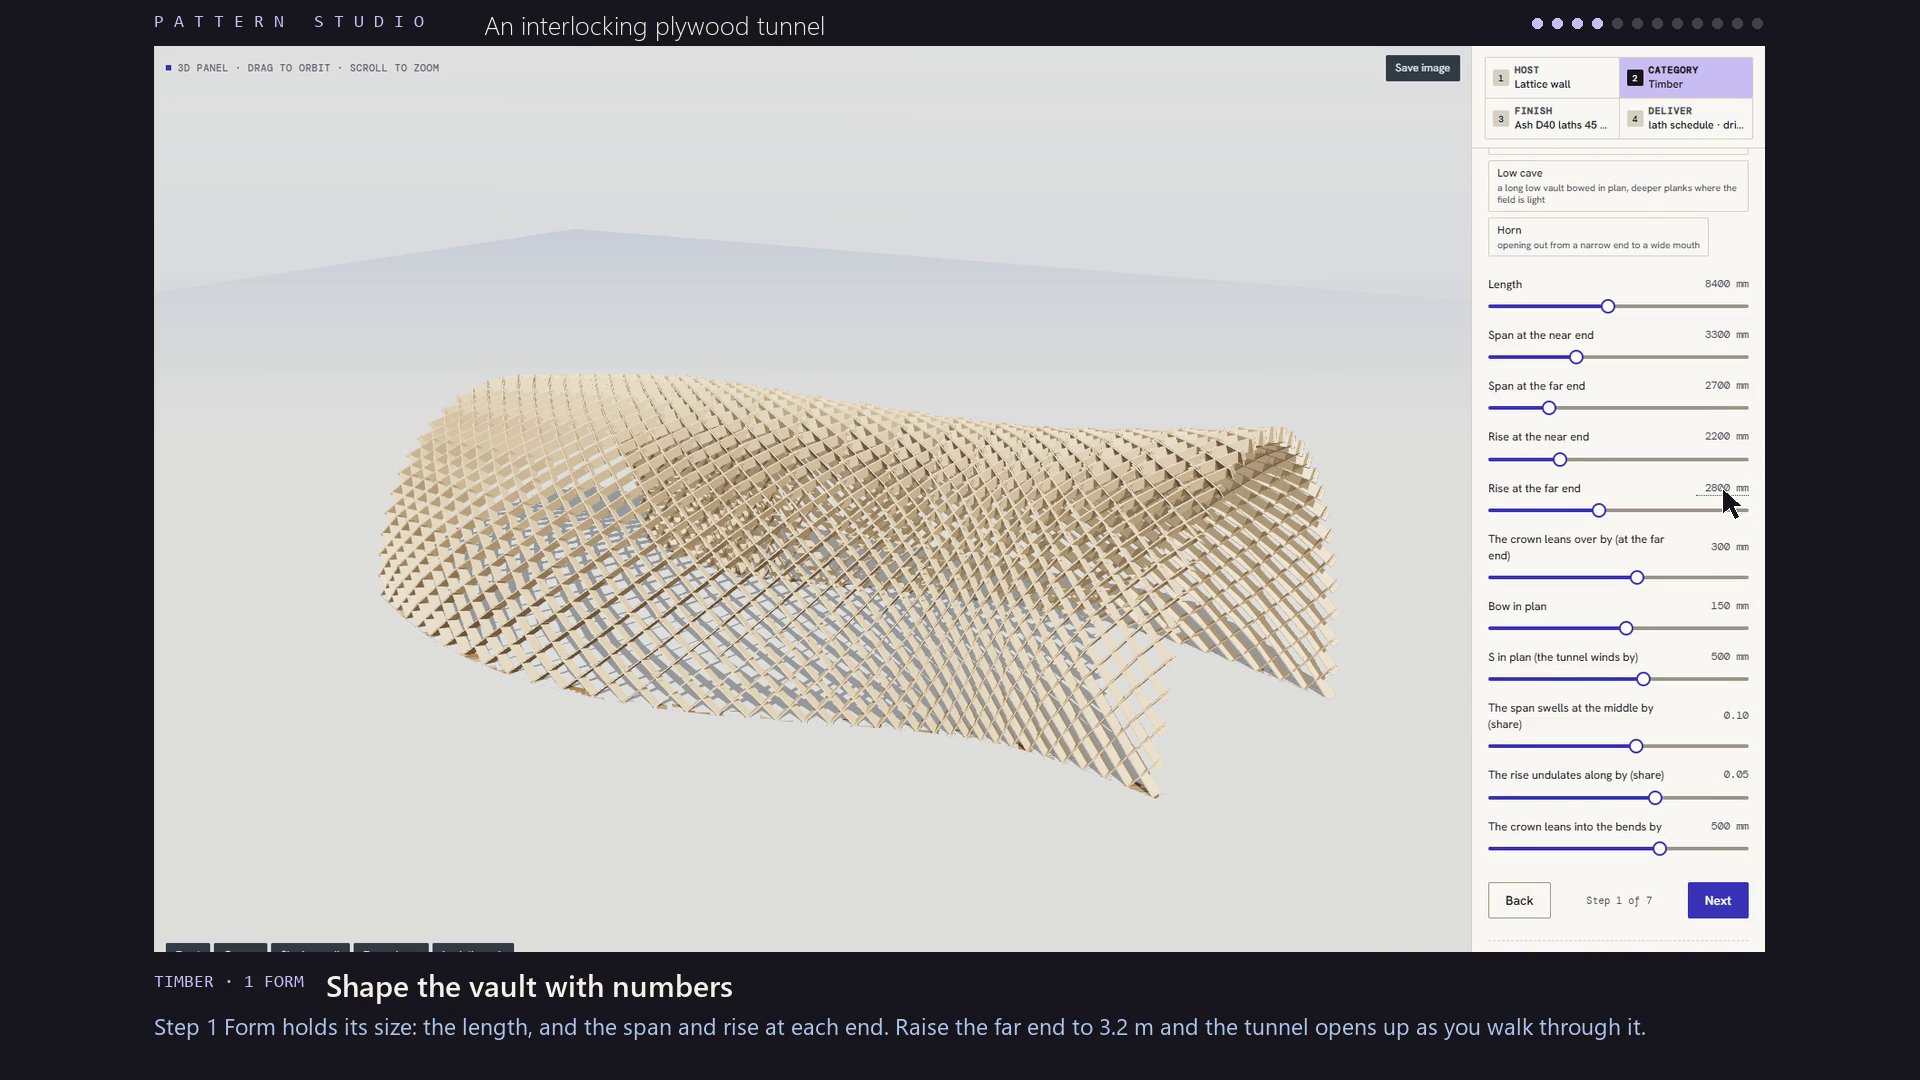 PATTERN STUDIO
An interlocking plywood tunnel
3D PANEL · DRAG TO ORBIT · SCROLL TO ZOOM
Save image
1 HOST
Lattice wall
2 CATEGORY
Timber
3 FINISH
Ash D40 laths 45 …
4 DELIVER
lath schedule · dri…
Low cave
a long low vault bowed in plan, deeper planks where the
field is light
Horn
opening out from a narrow end to a wide mouth
Length 8400 mm
Span at the near end 3300 mm
Span at the far end 2700 mm
Rise at the near end 2200 mm
Rise at the far end 2800 mm
The crown leans over by (at the far
end) 300 mm
Bow in plan 150 mm
S in plan (the tunnel winds by) 500 mm
The span swells at the middle by
(share) 0.10
The rise undulates along by (share) 0.05
The crown leans into the bends by 500 mm
Back
Step 1 of 7
Next
TIMBER · 1 FORM
Shape the vault with numbers
Step 1 Form holds its size: the length, and the span and rise at each end. Raise the far end to 3.2 m and the tunnel opens up as you walk through it.